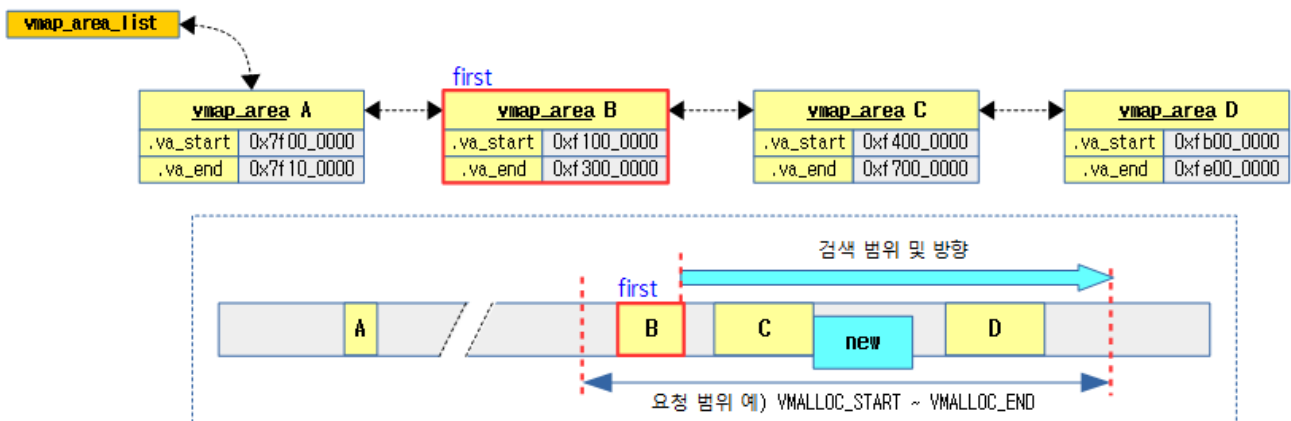 vmap_area_list
first
vmap_area A
.va_start 0x7f00_0000
.va_end 0x7f10_0000
vmap_area B
.va_start 0xf100_0000
.va_end 0xf300_0000
vmap_area C
.va_start 0xf400_0000
.va_end 0xf700_0000
vmap_area D
.va_start 0xfb00_0000
.va_end 0xfe00_0000
검색 범위 및 방향
first
A
B
C
new
D
요청 범위 예) VMALLOC_START ~ VMALLOC_END